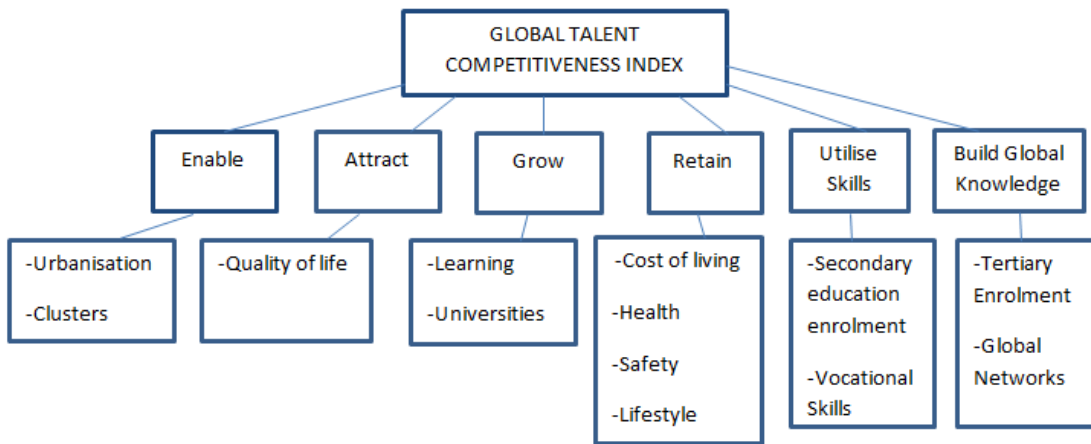 GLOBAL TALENT
COMPETITIVENESS INDEX
Enable
Attract
Grow
Retain
Utilise
Skills
Build Global
Knowledge
-Urbanisation
-Clusters
-Quality of life
-Learning
-Universities
-Cost of living
-Health
-Safety
-Lifestyle
-Secondary
education
enrolment
-Vocational
Skills
-Tertiary
Enrolment
-Global
Networks